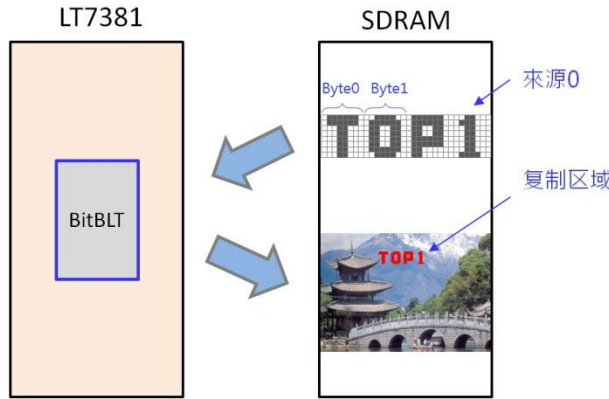 LT7381
SDRAM
Byte0 Byte1
來源0
TOP1
BitBLT
复制区域
TOP1